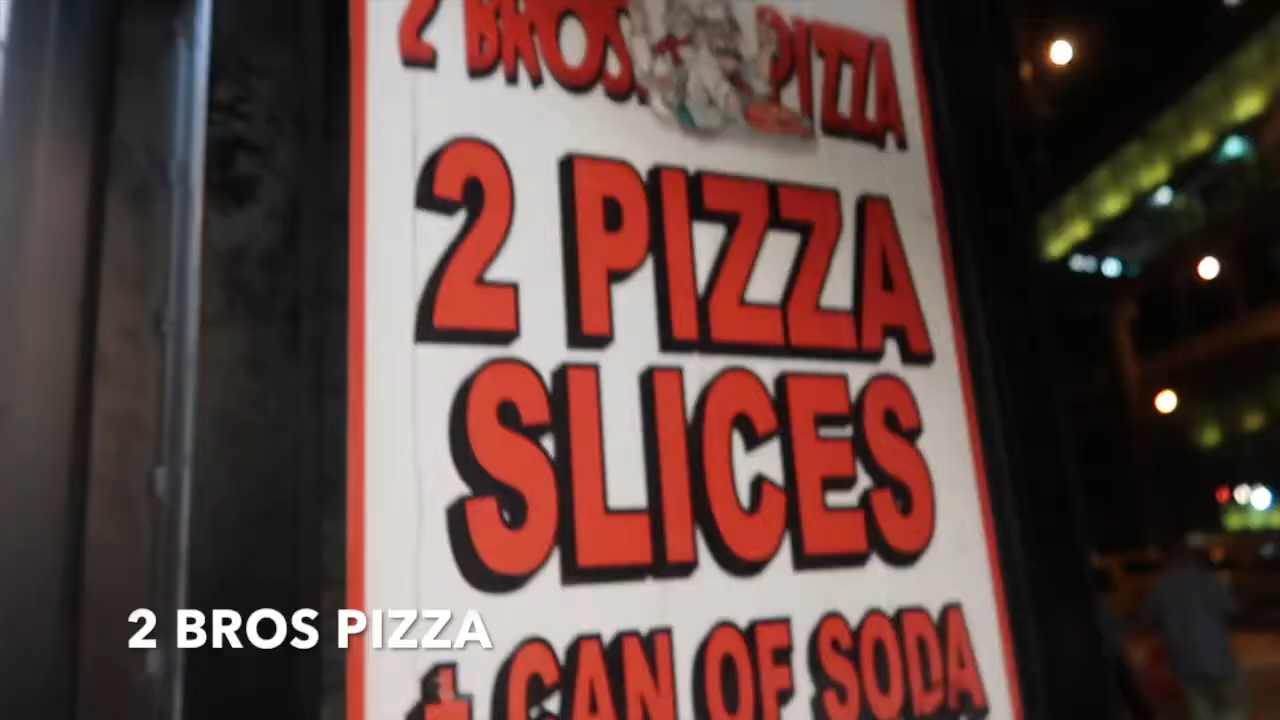 2 BROS. PIZZA
2 PIZZA
SLICES
+ CAN OF SODA
2 BROS PIZZA